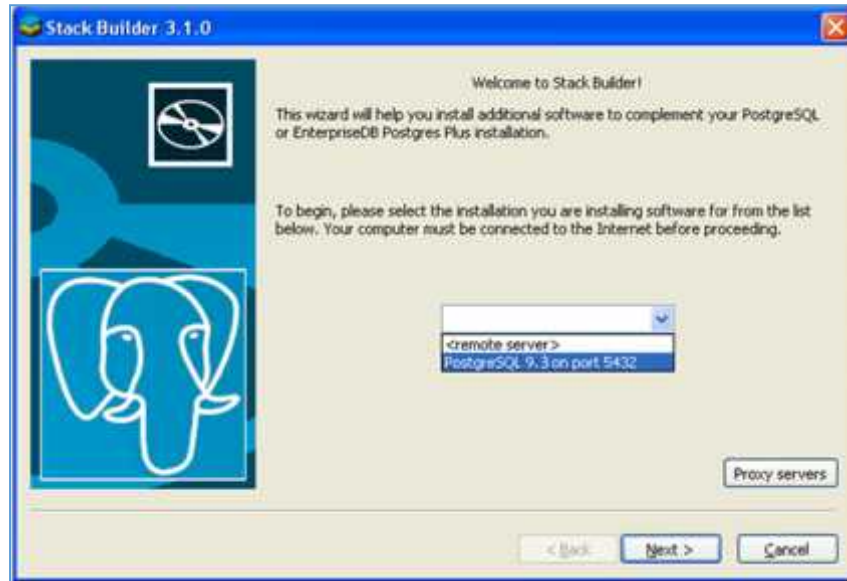 Stack Builder 3.1.0
Welcome to Stack Builder!
This wizard will help you install additional software to complement your PostgreSQL
or EnterpriseDB Postgres Plus installation.
To begin, please select the installation you are installing software for from the list
below. Your computer must be connected to the Internet before proceeding.
<remote server>
PostgreSQL 9.3 on port 5432
Proxy servers
< Back
Next >
Cancel